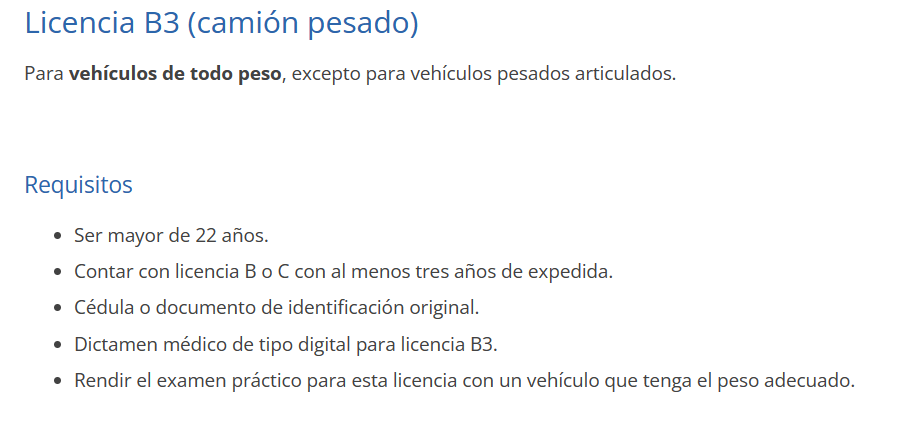 Licencia B3 (camión pesado)
Para vehículos de todo peso, excepto para vehículos pesados articulados.
Requisitos
• Ser mayor de 22 años.
• Contar con licencia B o C con al menos tres años de expedida.
• Cédula o documento de identificación original.
• Dictamen médico de tipo digital para licencia B3.
• Rendir el examen práctico para esta licencia con un vehículo que tenga el peso adecuado.